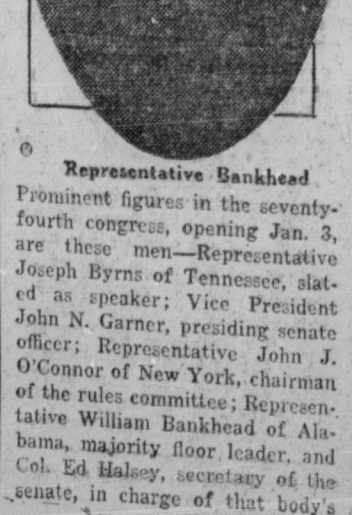 Representative Bankhead
Prominent figures in the seventy-
fourth congress, opening Jan. 3,
are these men—Representative
Joseph Byrns of Tennessee, slat-
ed as speaker; Vice President
John N. Garner, presiding senate
officer; Representative John J.
O'Connor of New York, chairman
of the rules committee; Represen-
tative William Bankhead of Ala-
bama, majority floor leader, and
Col. Ed Halsey, secretary of the
senate, in charge of that body's